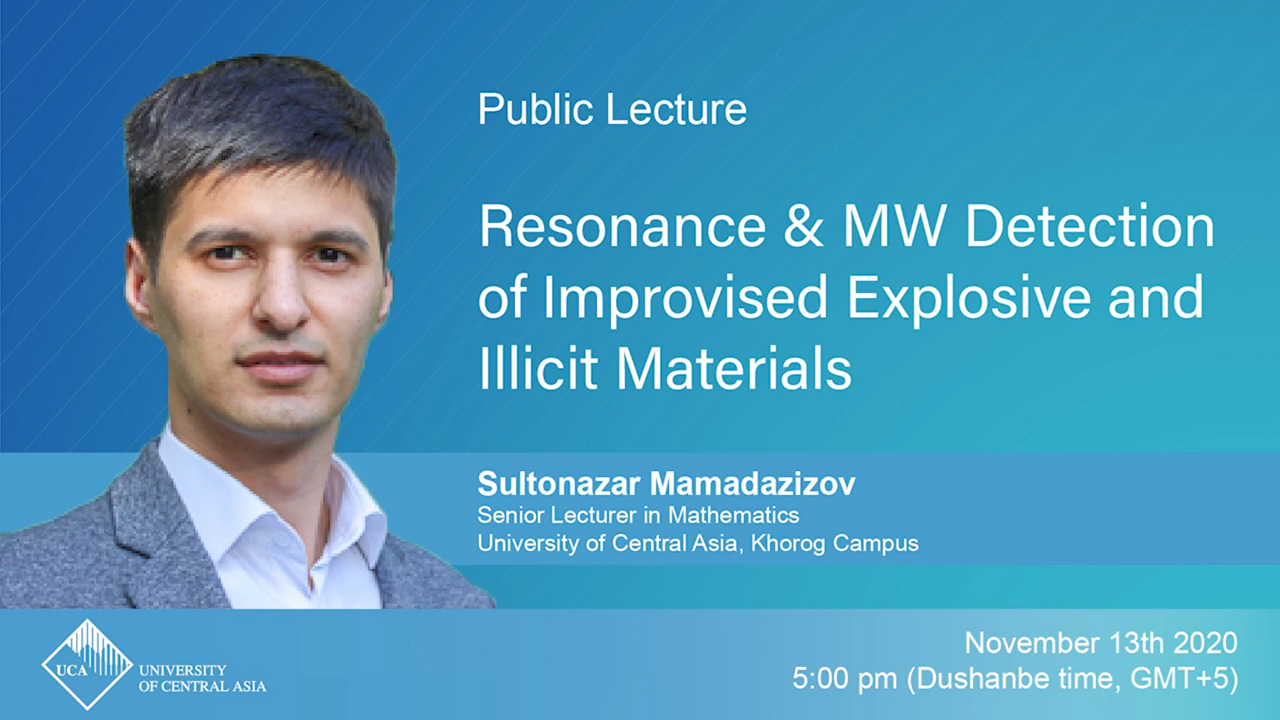 Public Lecture
Resonance & MW Detection
of Improvised Explosive and
Illicit Materials
Sultonazar Mamadazizov
Senior Lecturer in Mathematics
University of Central Asia, Khorog Campus
UCA
UNIVERSITY
OF CENTRAL ASIA
November 13th 2020
5:00 pm (Dushanbe time, GMT+5)